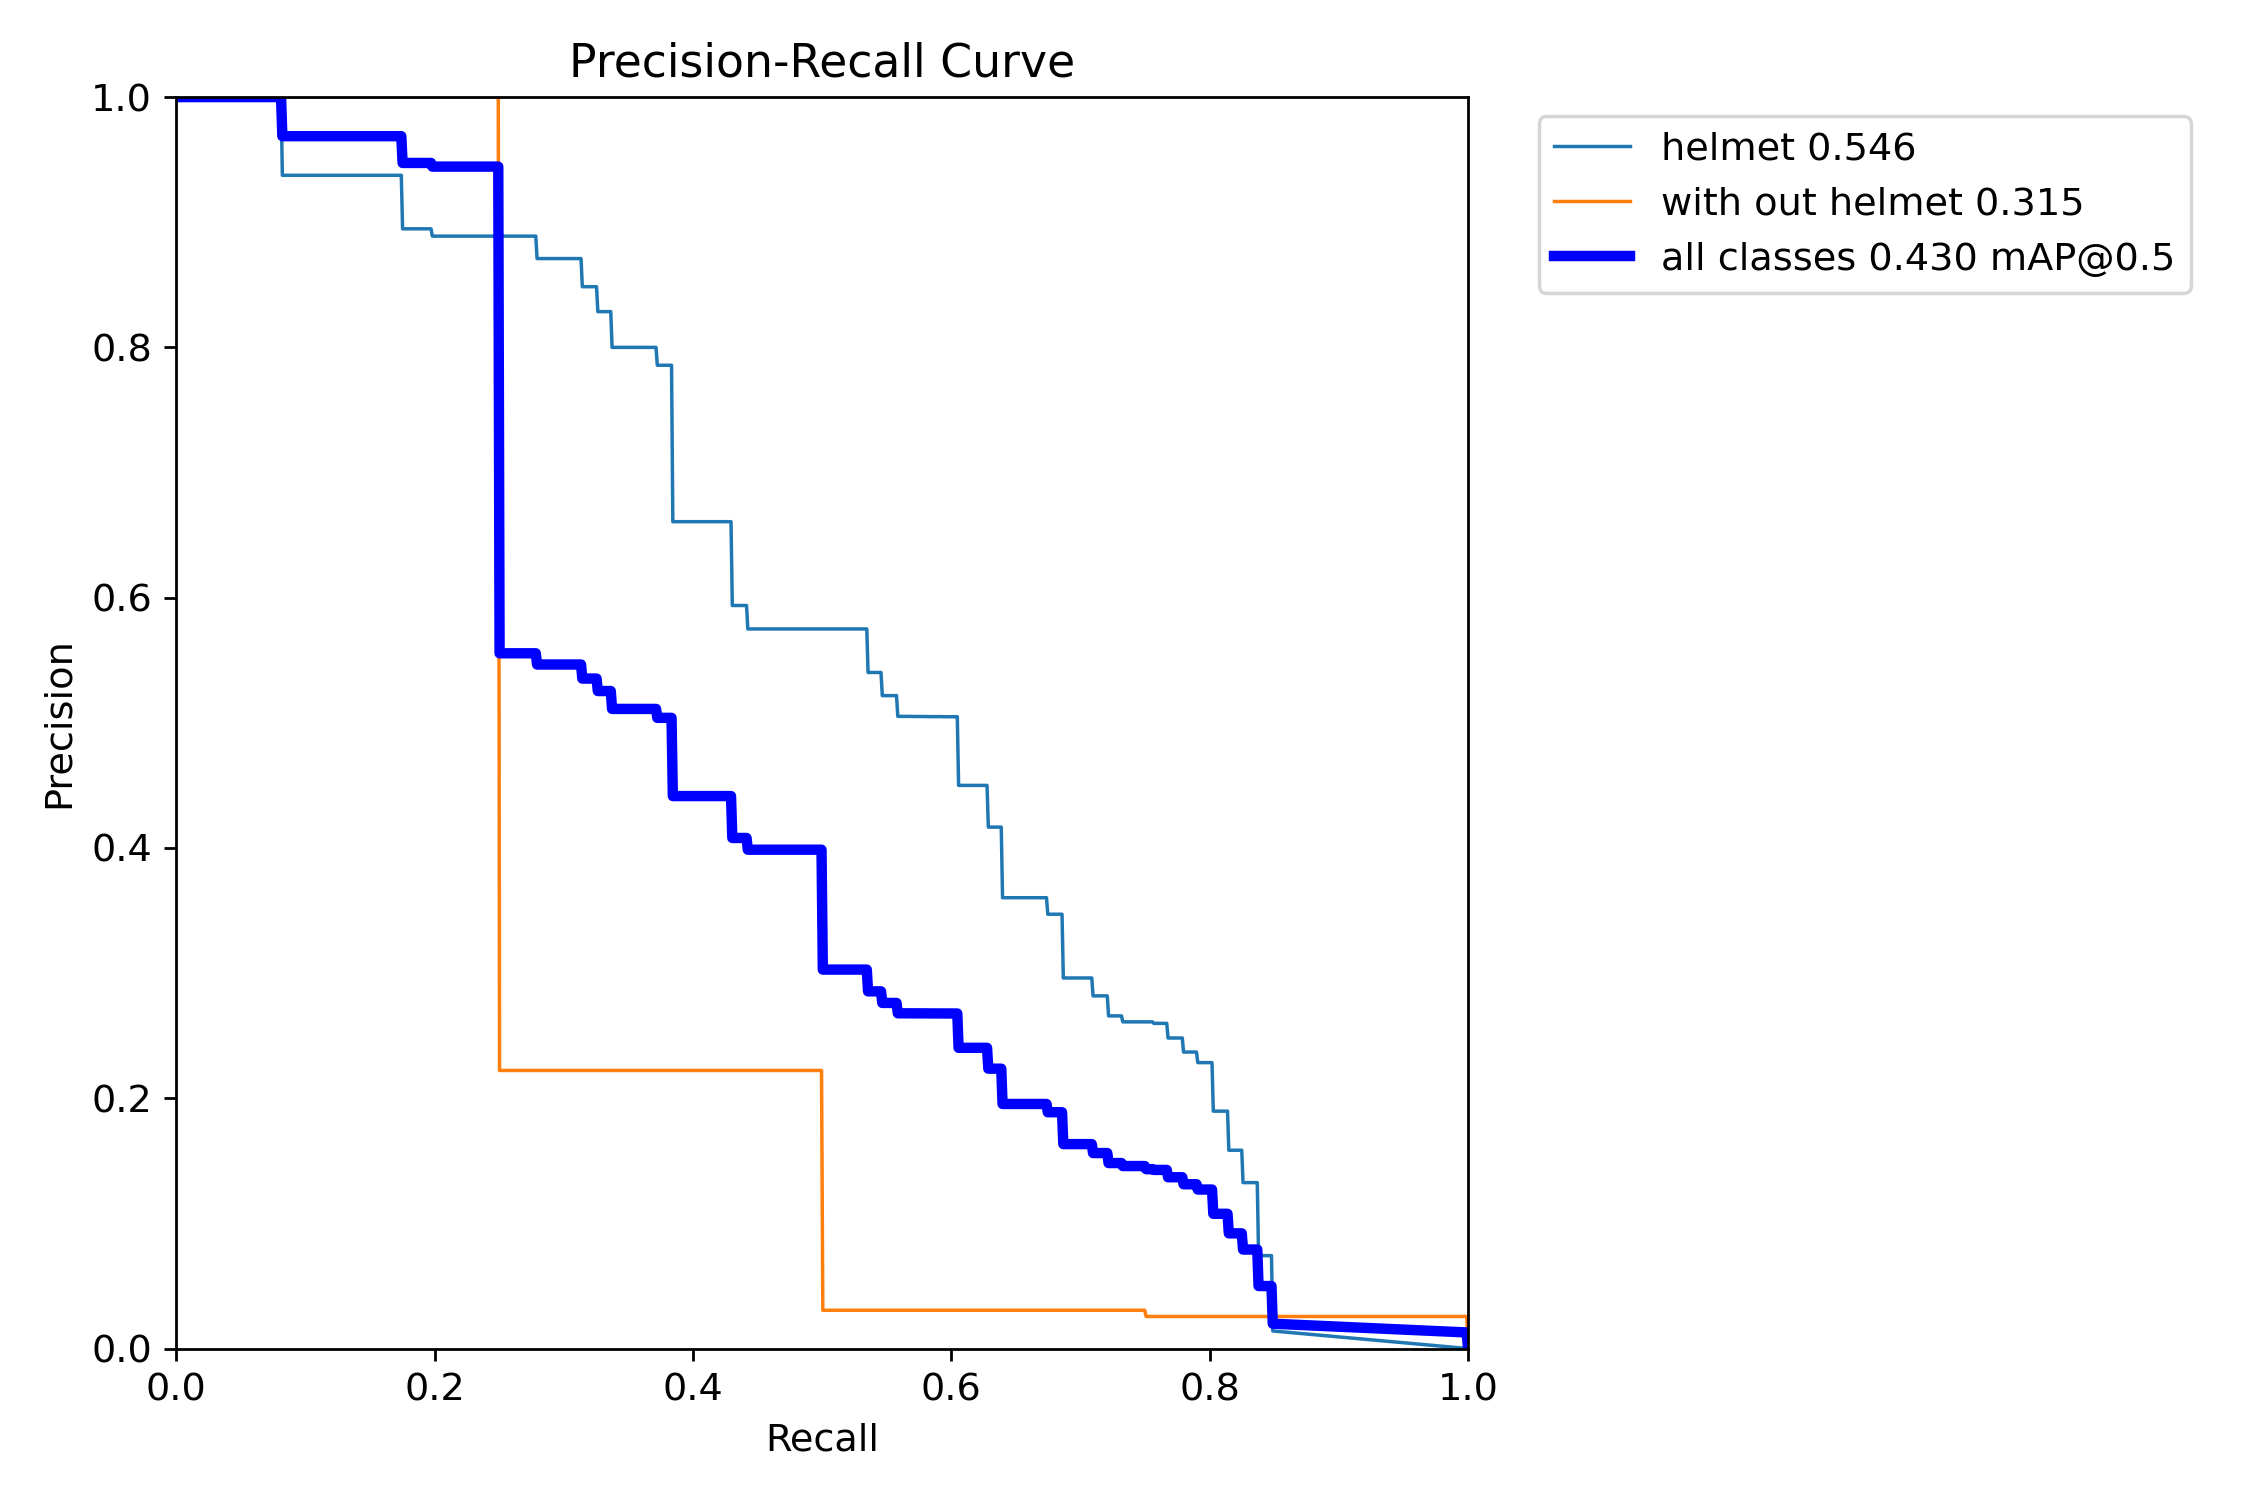 Precision-Recall Curve
1.0
0.8
0.6
0.4
0.2
0.0
Precision
0.0 0.2 0.4 0.6 0.8 1.0
Recall
helmet 0.546
with out helmet 0.315
all classes 0.430 mAP@0.5